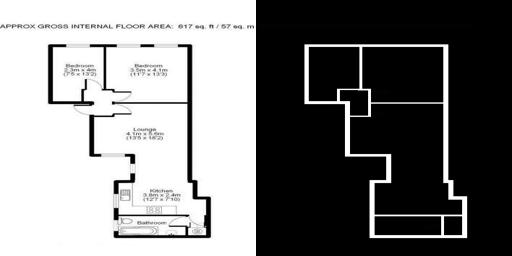 APPROX GROSS INTERNAL FLOOR AREA: 617 sq. ft / 57 sq. m
Bedroom
2.3m x 4m
(7'5 x 13'2)
Bedroom
3.5m x 4.1m
(11'7 x 13'3)
Lounge
4.1m x 5.6m
(13'5 x 18'2)
Kitchen
3.8m x 2.4m
(12'7 x 7'10)
Bathroom